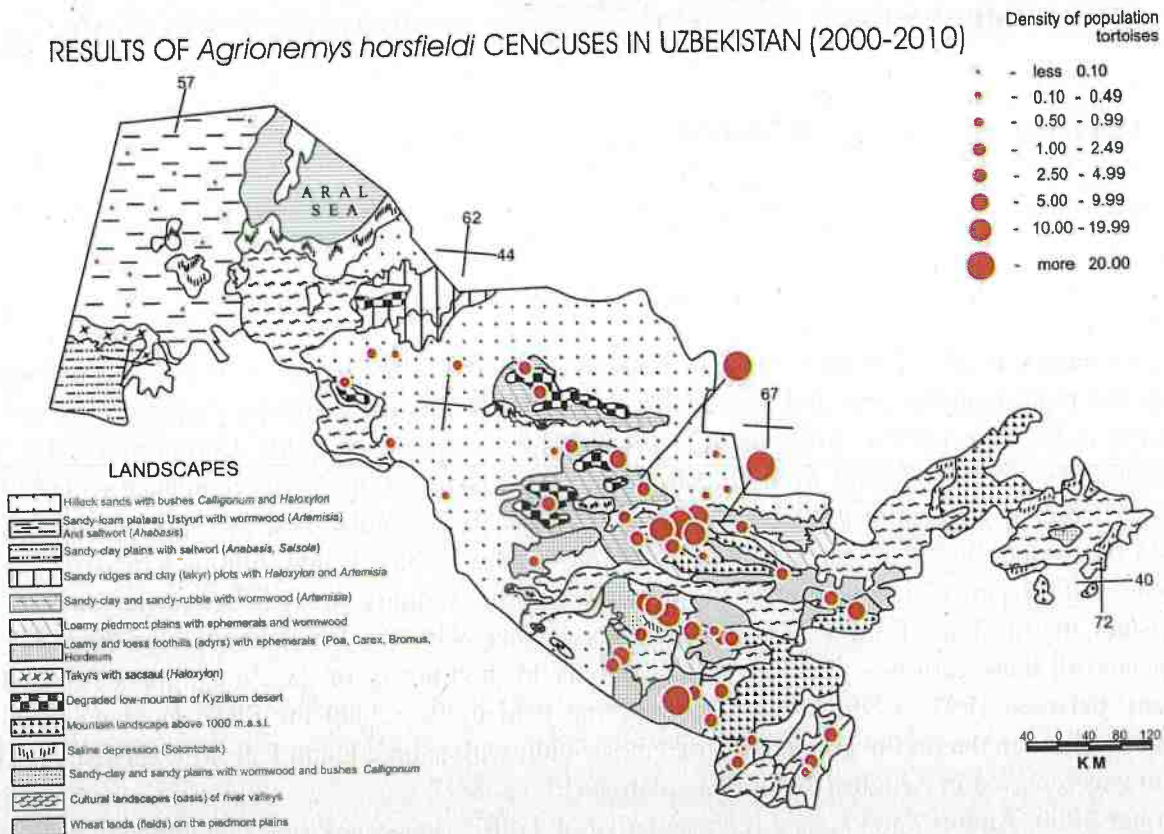 RESULTS OF Agrionemys horsfieldi CENCUSES IN UZBEKISTAN (2000-2010)
Density of population
tortoises
- less 0.10
- 0.10 - 0.49
- 0.50 - 0.99
- 1.00 - 2.49
- 2.50 - 4.99
- 5.00 - 9.99
- 10.00 - 19.99
- more 20.00
57
ARAL
SEA
62
44
67
40
72
40 0 40 80 120
KM
LANDSCAPES
Hillock sands with bushes Calligonum and Haloxylon
Sandy-loam plateau Ustyurt with wormwood (Artemisia)
And saltwort (Anabasis)
Sandy-clay plains with saltwort (Anabasis, Salsola)
Sandy ridges and clay (takyr) plots with Haloxylon and Artemisia
Sandy-clay and sandy-rubble with wormwood (Artemisia)
Loamy piedmont plains with ephemerals and wormwood
Loamy and loess foothills (adyrs) with ephemerals (Poa, Carex, Bromus,
Hordeum
Takyrs with sacsaul (Haloxylon)
Degraded low-mountain of Kyzilkum desert
Montain landscapes above 1000 m.a.s.l.
Saline depression (Solontchak)
Sandy-clay and sandy plains with wormwood and bushes Calligonum
Cultural landscapes (oasis) of river valleys
Wheat lands (fields) on the piedmont plains